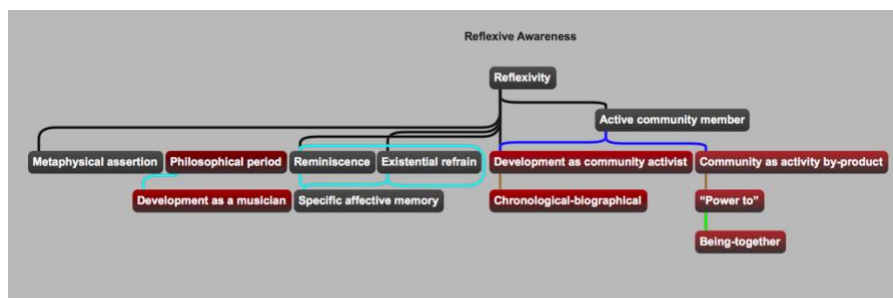 Reflexive Awareness
Reflexivity
Active community member
Metaphysical assertion
Philosophical period
Reminiscence
Existential refrain
Development as community activist
Community as activity by-product
Development as a musician
Specific affective memory
Chronological-biographical
“Power to”
Being-together